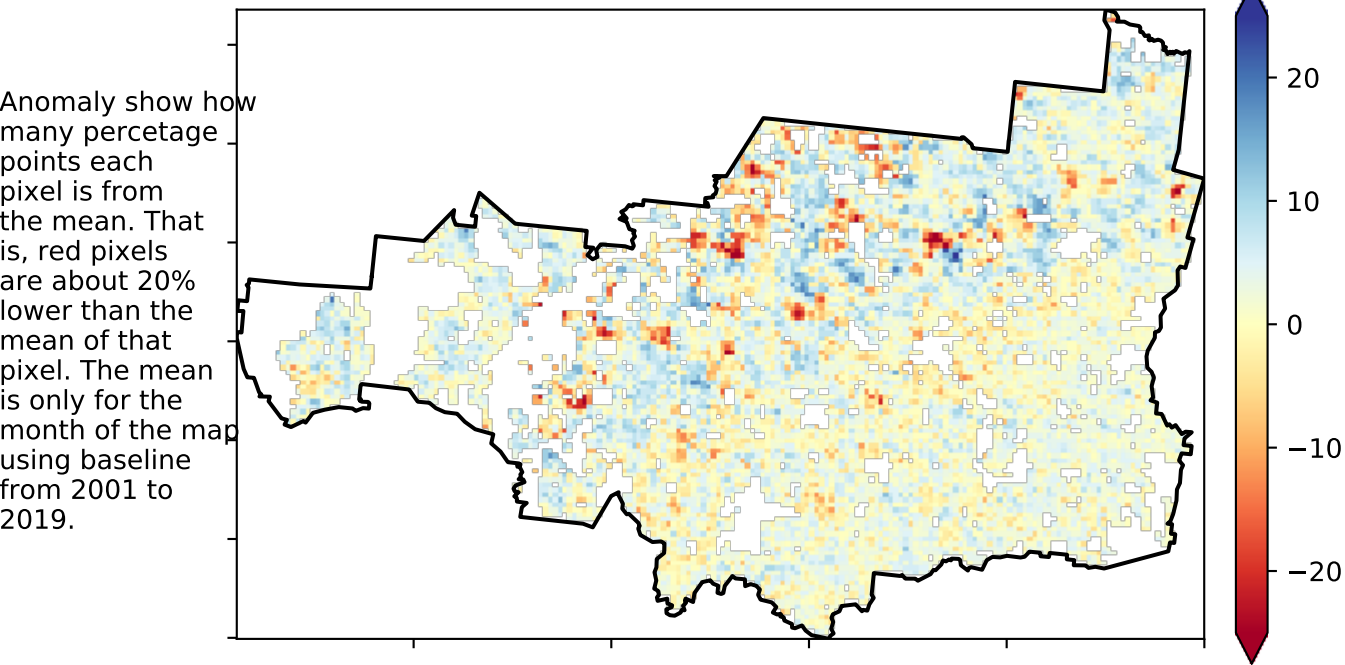 Anomaly show how
many percetage
points each
pixel is from
the mean. That
is, red pixels
are about 20%
lower than the
mean of that
pixel. The mean
is only for the
month of the map
using baseline
from 2001 to
2019.
20
10
0
−10
−20